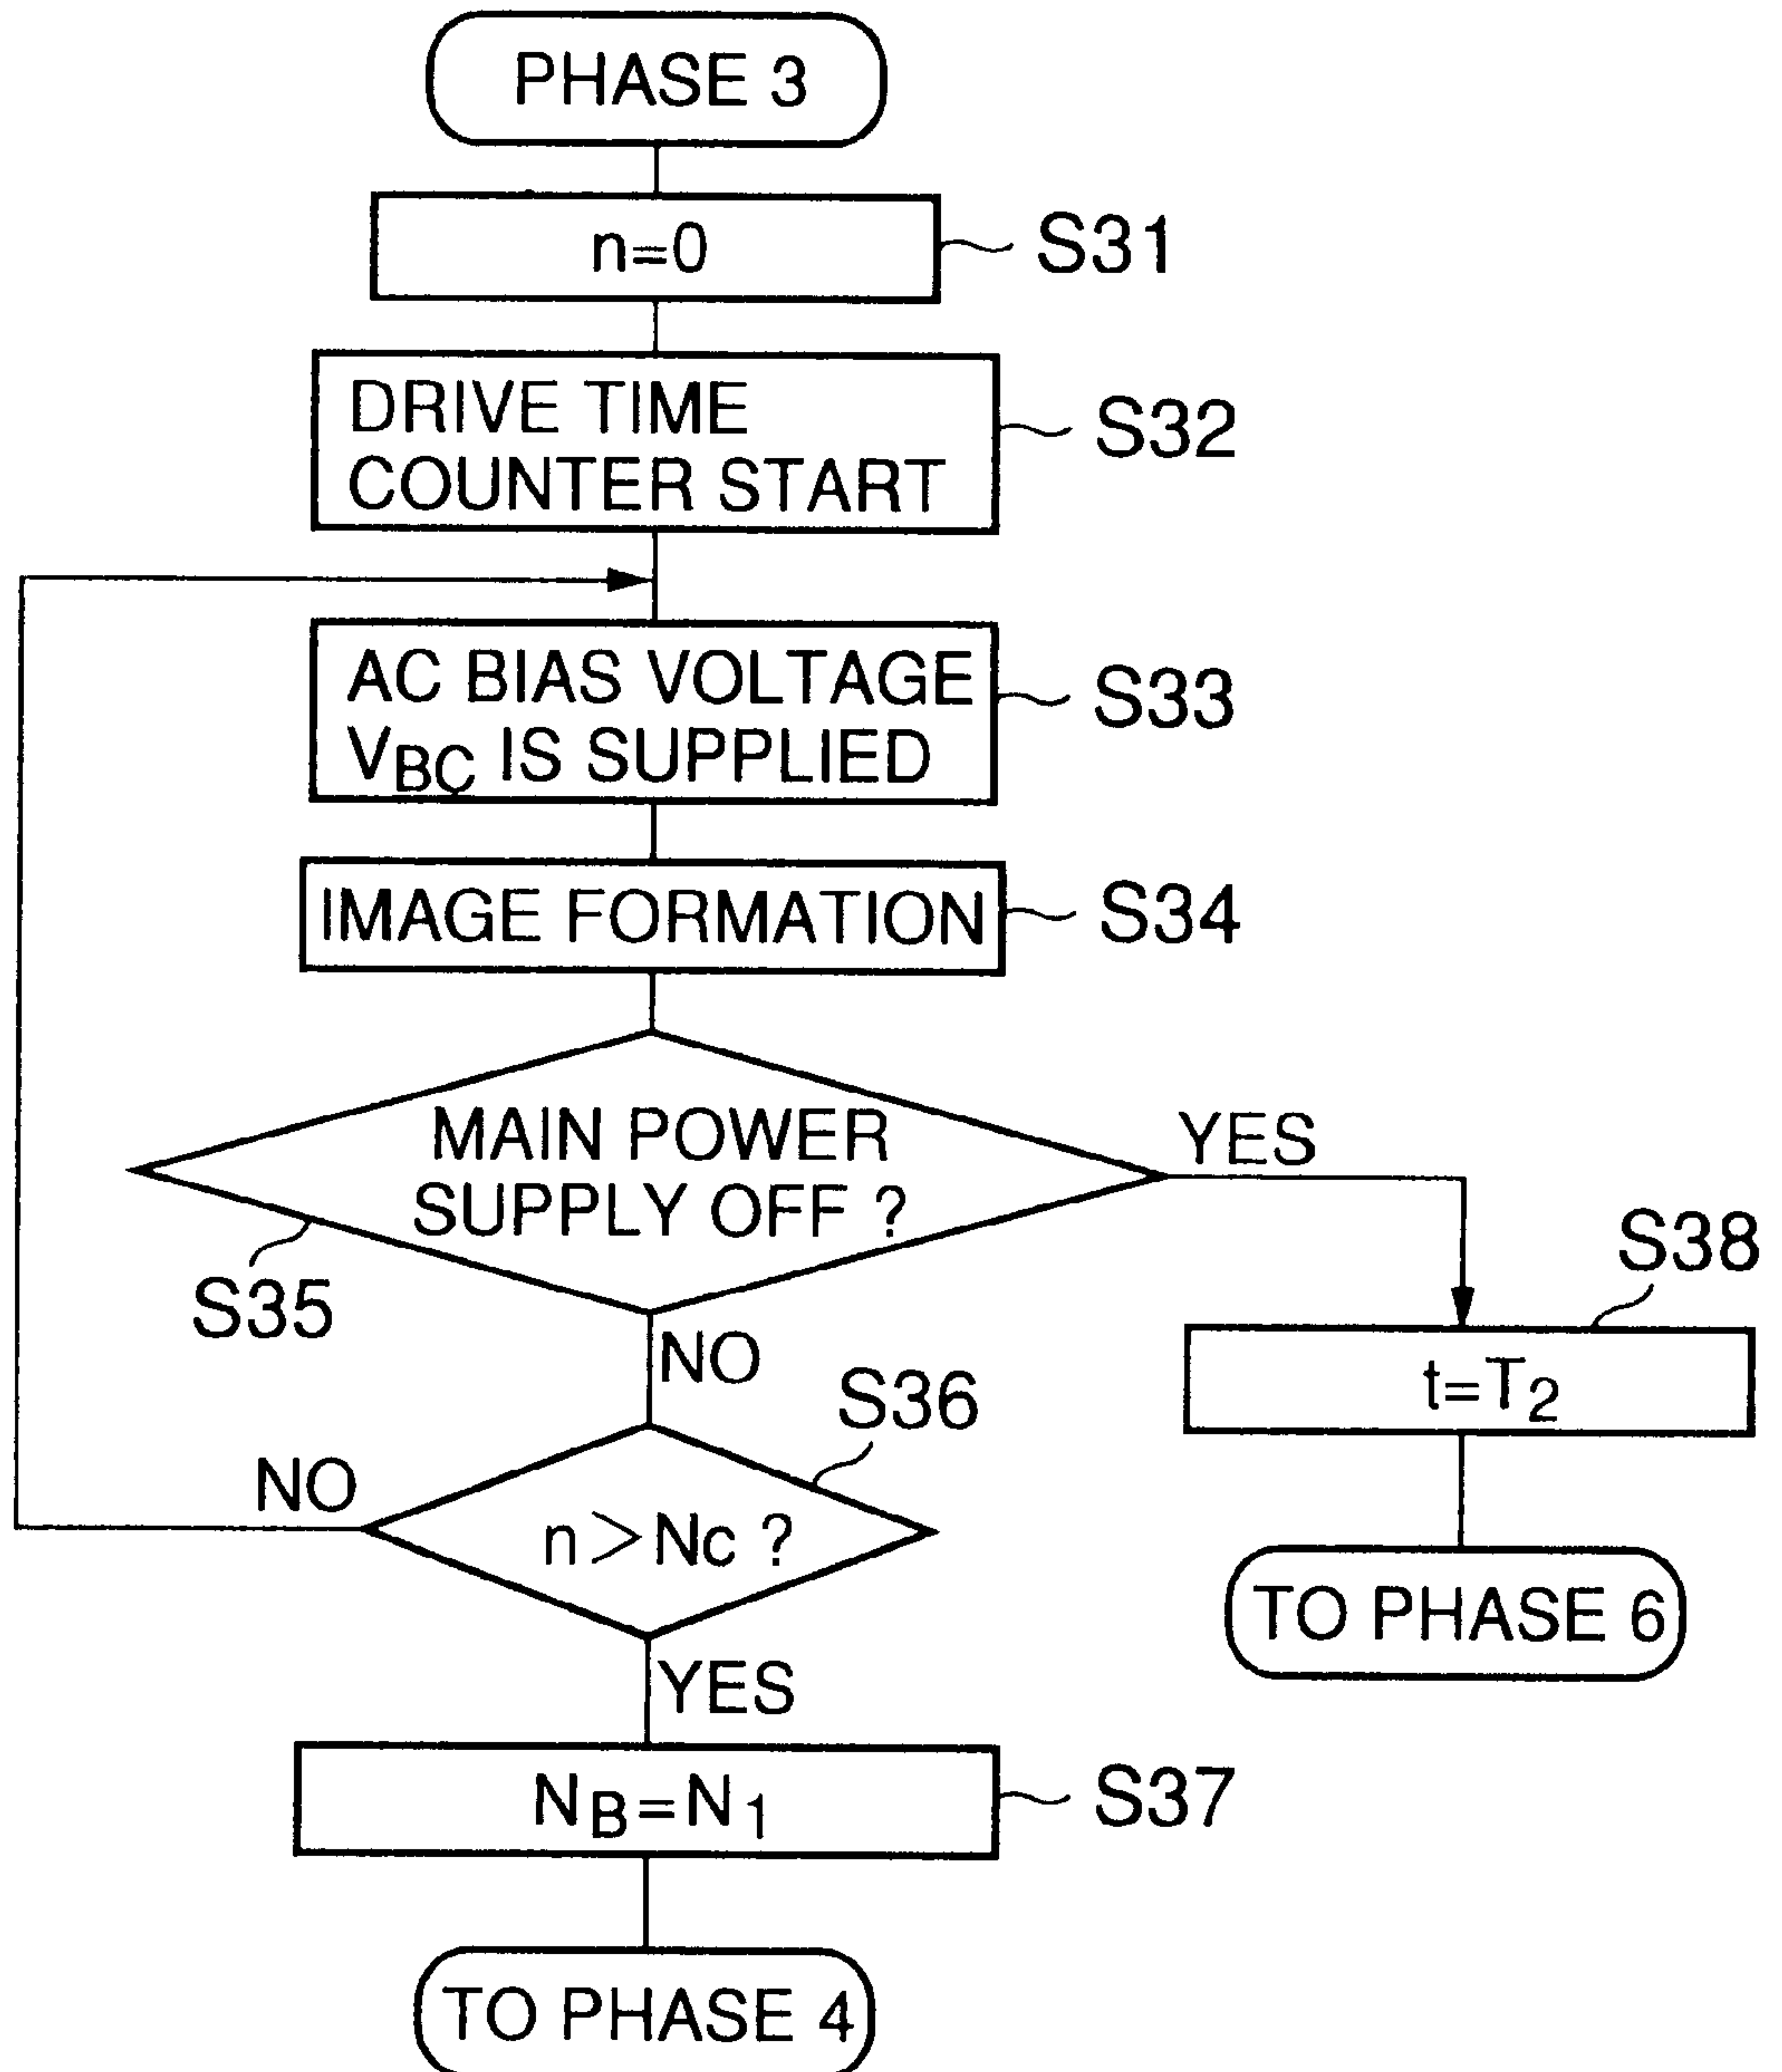 PHASE 3
n=0
S31
DRIVE TIME
COUNTER START
S32
AC BIAS VOLTAGE
VBC IS SUPPLIED
S33
IMAGE FORMATION
S34
MAIN POWER
SUPPLY OFF ?
YES
S35
S38
NO
t=T2
S36
NO
n>Nc ?
TO PHASE 6
YES
NB=N1
S37
TO PHASE 4